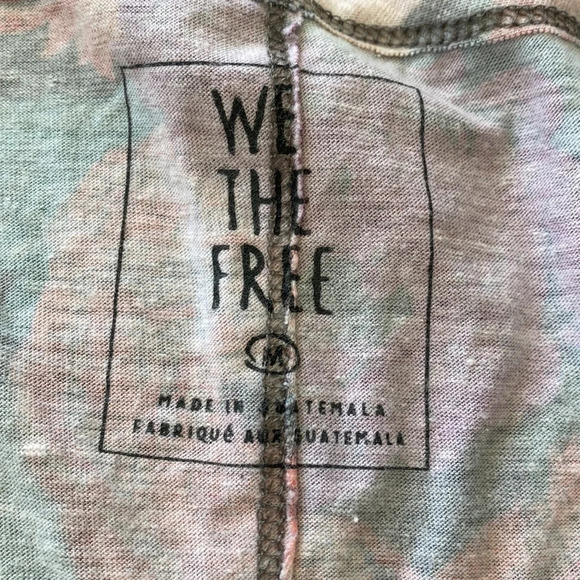 WE
THE
FREE
M
MADE IN GUATEMALA
FABRIQUé AUX GUATEMALA